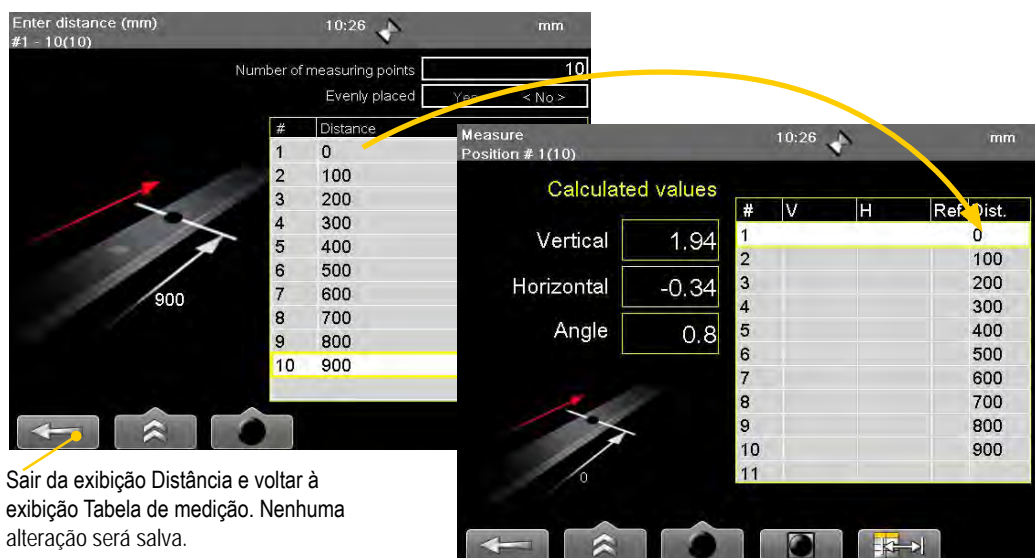 Enter distance (mm) 10:26 mm
#1 - 10(10)
Number of measuring points 10
Evenly placed Yes < No >
# Distance
1 0
2 100
3 200
4 300
5 400
6 500
7 600
8 700
9 800
10 900
900
Sair da exibição Distância e voltar à
exibição Tabela de medição. Nenhuma
alteração será salva.
Measure 10:26 mm
Position # 1(10)
Calculated values
Vertical 1.94
Horizontal -0.34
Angle 0.8
# V H Ref Dist.
1 0
2 100
3 200
4 300
5 400
6 500
7 600
8 700
9 800
10 900
11
0